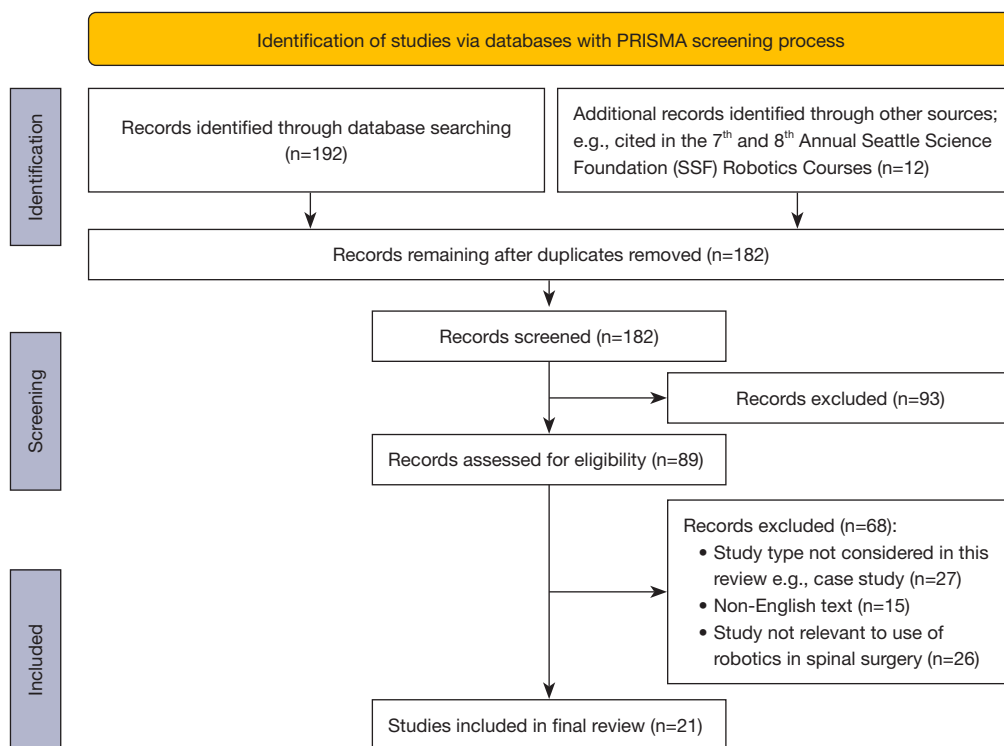 Identification of studies via databases with PRISMA screening process
Identification
Records identified through database searching
(n=192)
Additional records identified through other sources;
e.g., cited in the 7th and 8th Annual Seattle Science
Foundation (SSF) Robotics Courses (n=12)
Records remaining after duplicates removed (n=182)
Screening
Records screened (n=182)
Records excluded (n=93)
Records assessed for eligibility (n=89)
Included
Records excluded (n=68):
• Study type not considered in this
review e.g., case study (n=27)
• Non-English text (n=15)
• Study not relevant to use of
robotics in spinal surgery (n=26)
Studies included in final review (n=21)